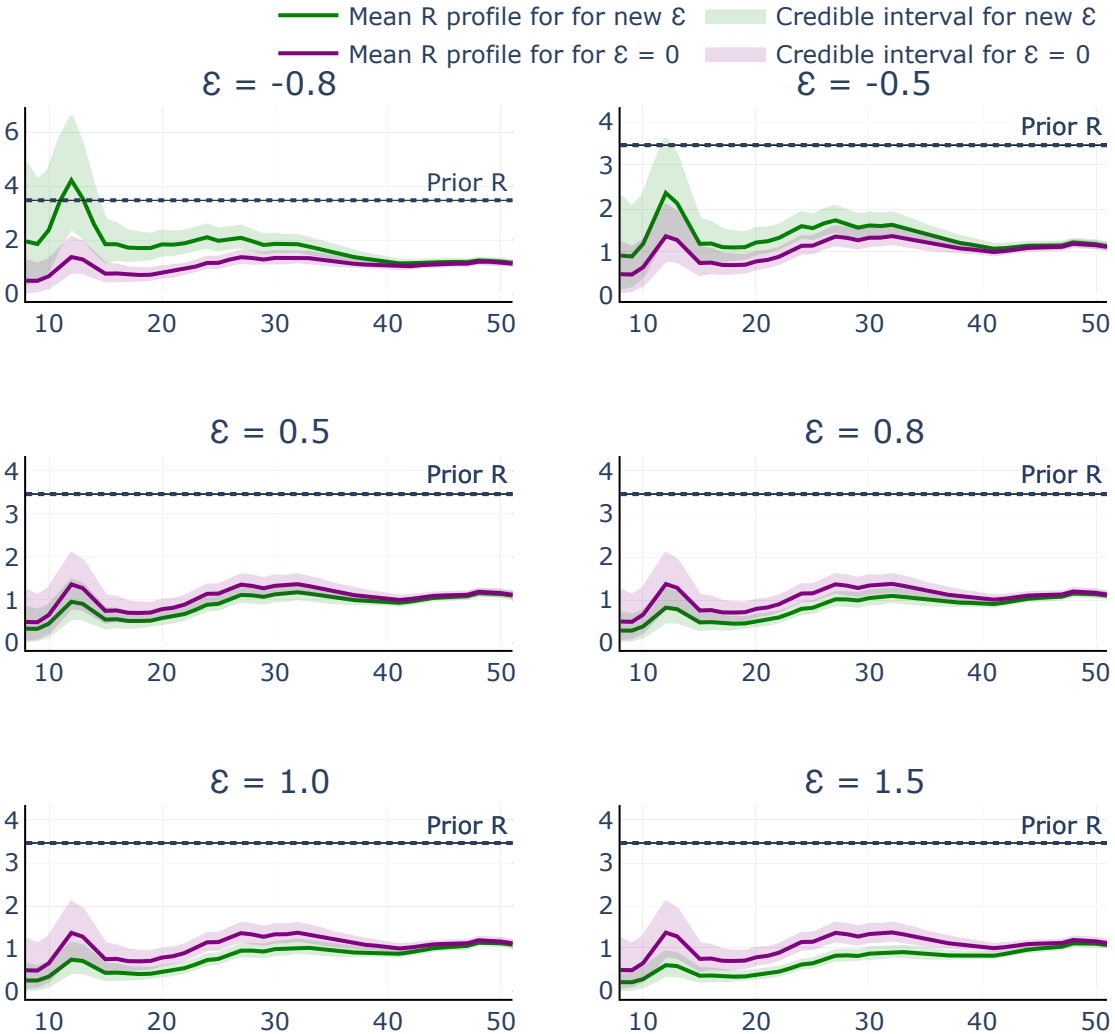 Mean R profile for for new Ɛ Credible interval for new Ɛ
Mean R profile for for Ɛ = 0 Credible interval for Ɛ = 0
Ɛ = -0.8
6
4
2
0
Prior R
10 20 30 40 50
Ɛ = -0.5
4
3
2
1
0
Prior R
10 20 30 40 50
Ɛ = 0.5
4
3
2
1
0
Prior R
10 20 30 40 50
Ɛ = 0.8
4
3
2
1
0
Prior R
10 20 30 40 50
Ɛ = 1.0
4
3
2
1
0
Prior R
10 20 30 40 50
Ɛ = 1.5
4
3
2
1
0
Prior R
10 20 30 40 50